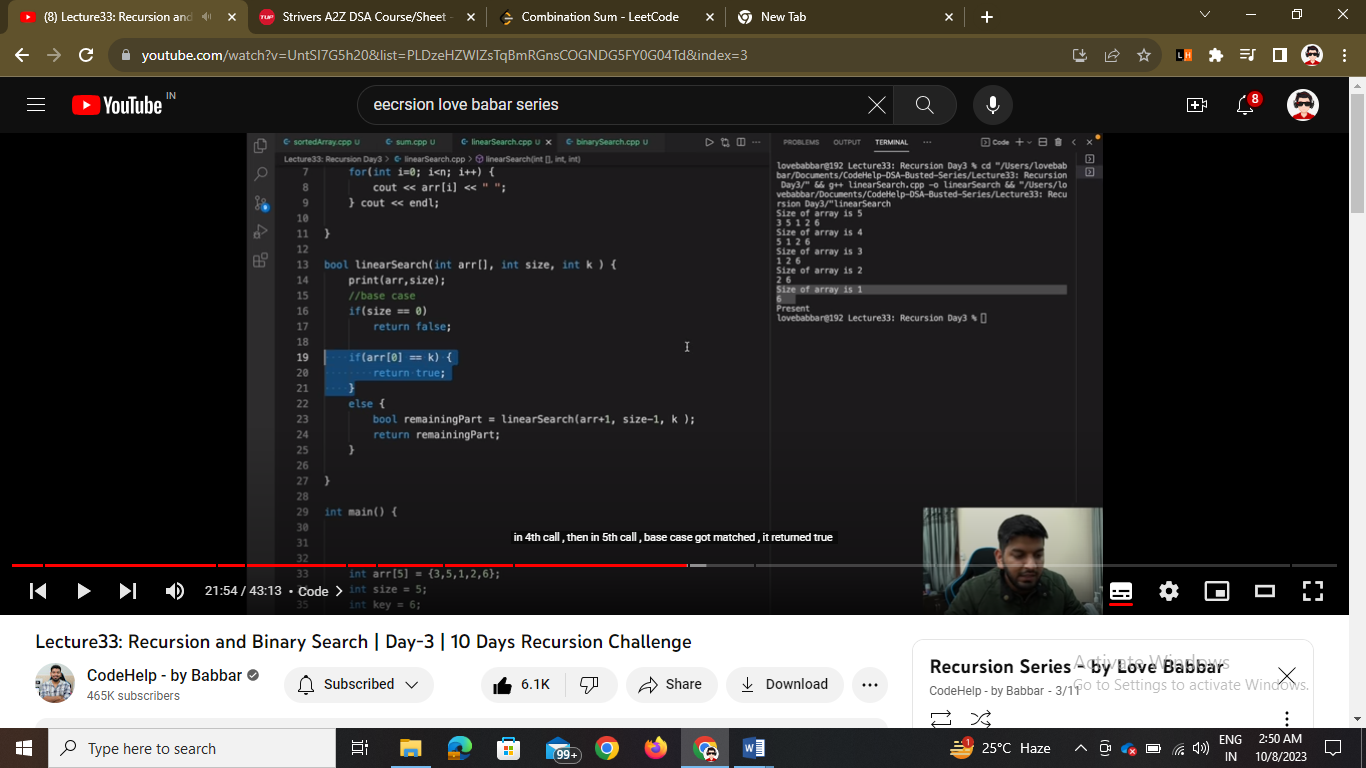 (8) Lecture33: Recursion and
Strivers A2Z DSA Course/Sheet -
Combination Sum - LeetCode
New Tab
youtube.com/watch?v=UntSI7G5h20&list=PLDzeHZWIZsTqBmRGnsCOGNDG5FY0G04Td&index=3
YouTube IN
eecrsion love babar series
8
sortedArray.cpp U
sum.cpp U
linearSearch.cpp U
binarySearch.cpp U
Lecture33: Recursion Day3 > linearSearch.cpp > linearSearch(int [], int, int)
7 for(int i=0; i<n; i++) {
8 cout << arr[i] << " ";
9 } cout << endl;
10
11 }
12
13 bool linearSearch(int arr[], int size, int k ) {
14 print(arr,size);
15 //base case
16 if(size == 0)
17 return false;
18
19 if(arr[0] == k) {
20 return true;
21 }
22 else {
23 bool remainingPart = linearSearch(arr+1, size-1, k );
24 return remainingPart;
25 }
26
27 }
28
29 int main() {
30
31
32
33 int arr[5] = {3,5,1,2,6};
int size = 5;
35 int key = 6;
PROBLEMS OUTPUT TERMINAL ... Code
lovebabbar@192 Lecture33: Recursion Day3 % cd "/Users/lovebab
bar/Documents/CodeHelp-DSA-Busted-Series/Lecture33: Recursion
Day3/" && g++ linearSearch.cpp -o linearSearch && "/Users/lo
vebabbar/Documents/CodeHelp-DSA-Busted-Series/Lecture33: Recu
rsion Day3/"linearSearch
Size of array is 5
3 5 1 2 6
Size of array is 4
5 1 2 6
Size of array is 3
1 2 6
Size of array is 2
2 6
Size of array is 1
6
Present
lovebabbar@192 Lecture33: Recursion Day3 %
in 4th call , then in 5th call , base case got matched , it returned true
21:54 / 43:13 • Code >
Lecture33: Recursion and Binary Search | Day-3 | 10 Days Recursion Challenge
CodeHelp - by Babbar
465K subscribers
Subscribed
6.1K
Share
Download
Recursion Series - by Love Babbar
CodeHelp - by Babbar - 3/11
Activate Windows
Go to Settings to activate Windows.
Type here to search
99+
1
25°C Haze
ENG
IN
2:50 AM
10/8/2023